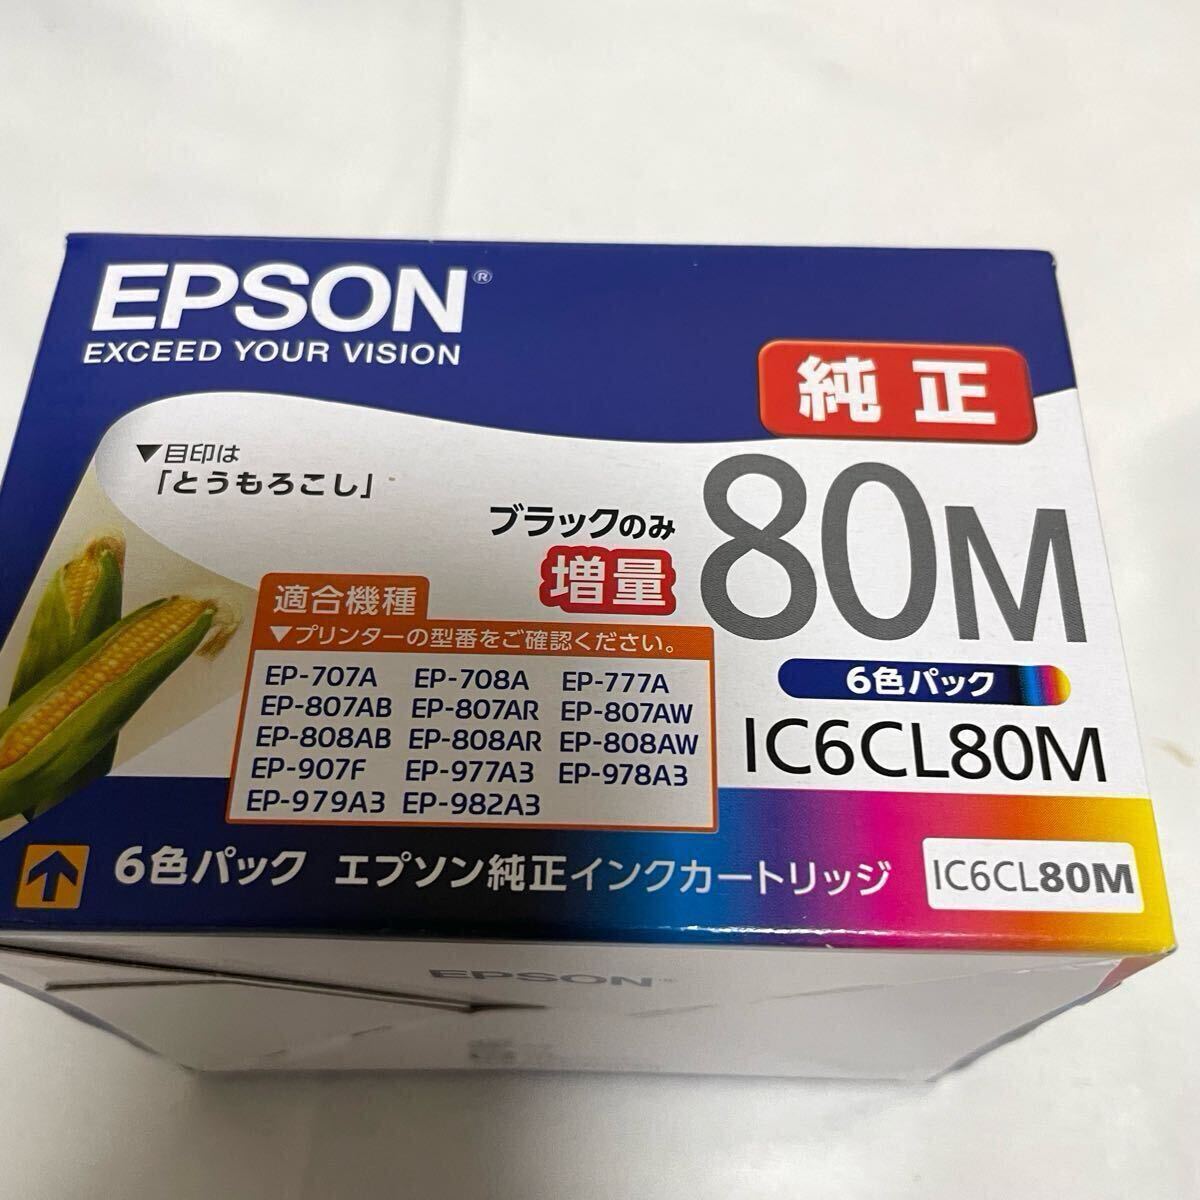 EPSON®
EXCEED YOUR VISION
純正
▼目印は
「とうもろこし」
ブラックのみ
増量
80M
6色パック
IC6CL80M
適合機種
▼プリンターの型番をご確認ください。
EP-707A EP-708A EP-777A
EP-807AB EP-807AR EP-807AW
EP-808AB EP-808AR EP-808AW
EP-907F EP-977A3 EP-978A3
EP-979A3 EP-982A3
6色パック エプソン純正インクカートリッジ
IC6CL80M
EPSON